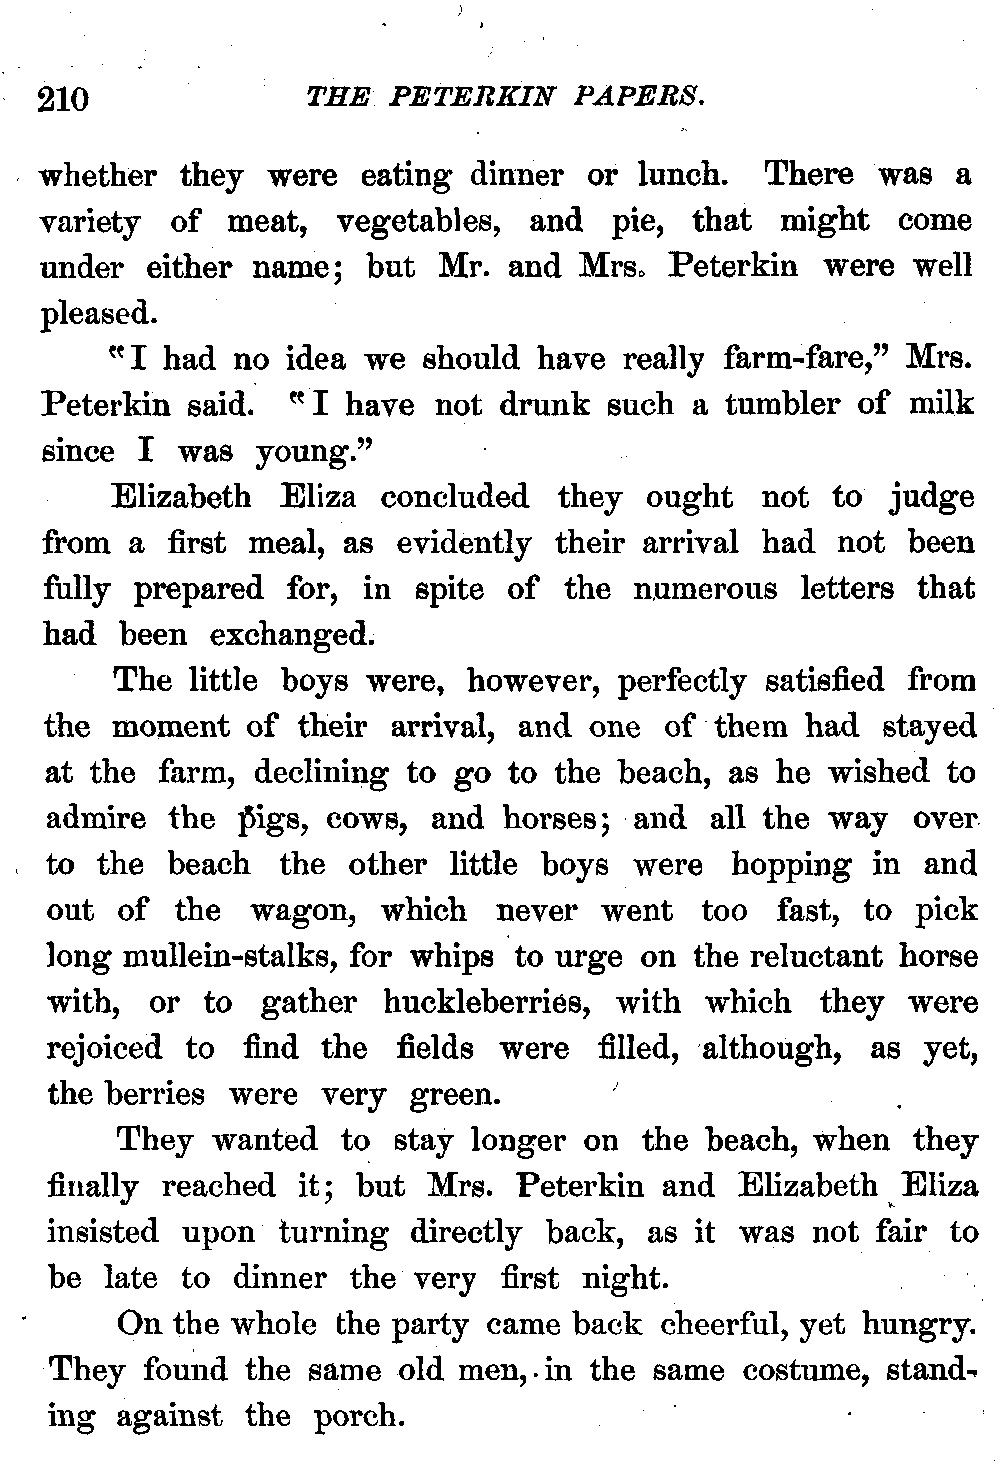 210 THE PETERKIN PAPERS.
whether they were eating dinner or lunch. There was a
variety of meat, vegetables, and pie, that might come
under either name; but Mr. and Mrs. Peterkin were well
pleased.
"I had no idea we should have really farm-fare," Mrs.
Peterkin said. "I have not drunk such a tumbler of milk
since I was young."
Elizabeth Eliza concluded they ought not to judge
from a first meal, as evidently their arrival had not been
fully prepared for, in spite of the numerous letters that
had been exchanged.
The little boys were, however, perfectly satisfied from
the moment of their arrival, and one of them had stayed
at the farm, declining to go to the beach, as he wished to
admire the pigs, cows, and horses; and all the way over
to the beach the other little boys were hopping in and
out of the wagon, which never went too fast, to pick
long mullein-stalks, for whips to urge on the reluctant horse
with, or to gather huckleberries, with which they were
rejoiced to find the fields were filled, although, as yet,
the berries were very green.
They wanted to stay longer on the beach, when they
finally reached it; but Mrs. Peterkin and Elizabeth Eliza
insisted upon turning directly back, as it was not fair to
be late to dinner the very first night.
On the whole the party came back cheerful, yet hungry.
They found the same old men, in the same costume, stand-
ing against the porch.